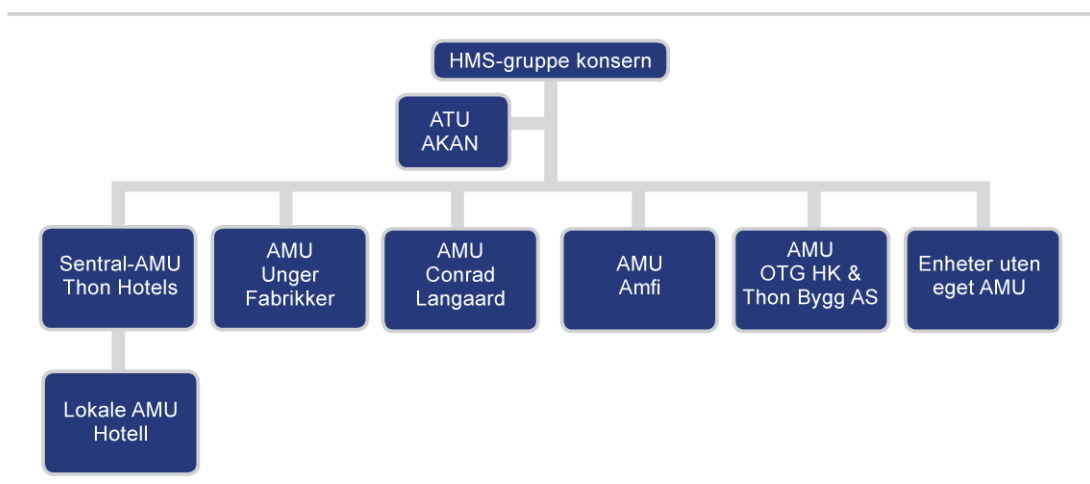 HMS-gruppe konsern
ATU
AKAN
Sentral-AMU
Thon Hotels
AMU
Unger
Fabrikker
AMU
Conrad
Langaard
AMU
Amfi
AMU
OTG HK &
Thon Bygg AS
Enheter uten
eget AMU
Lokale AMU
Hotell